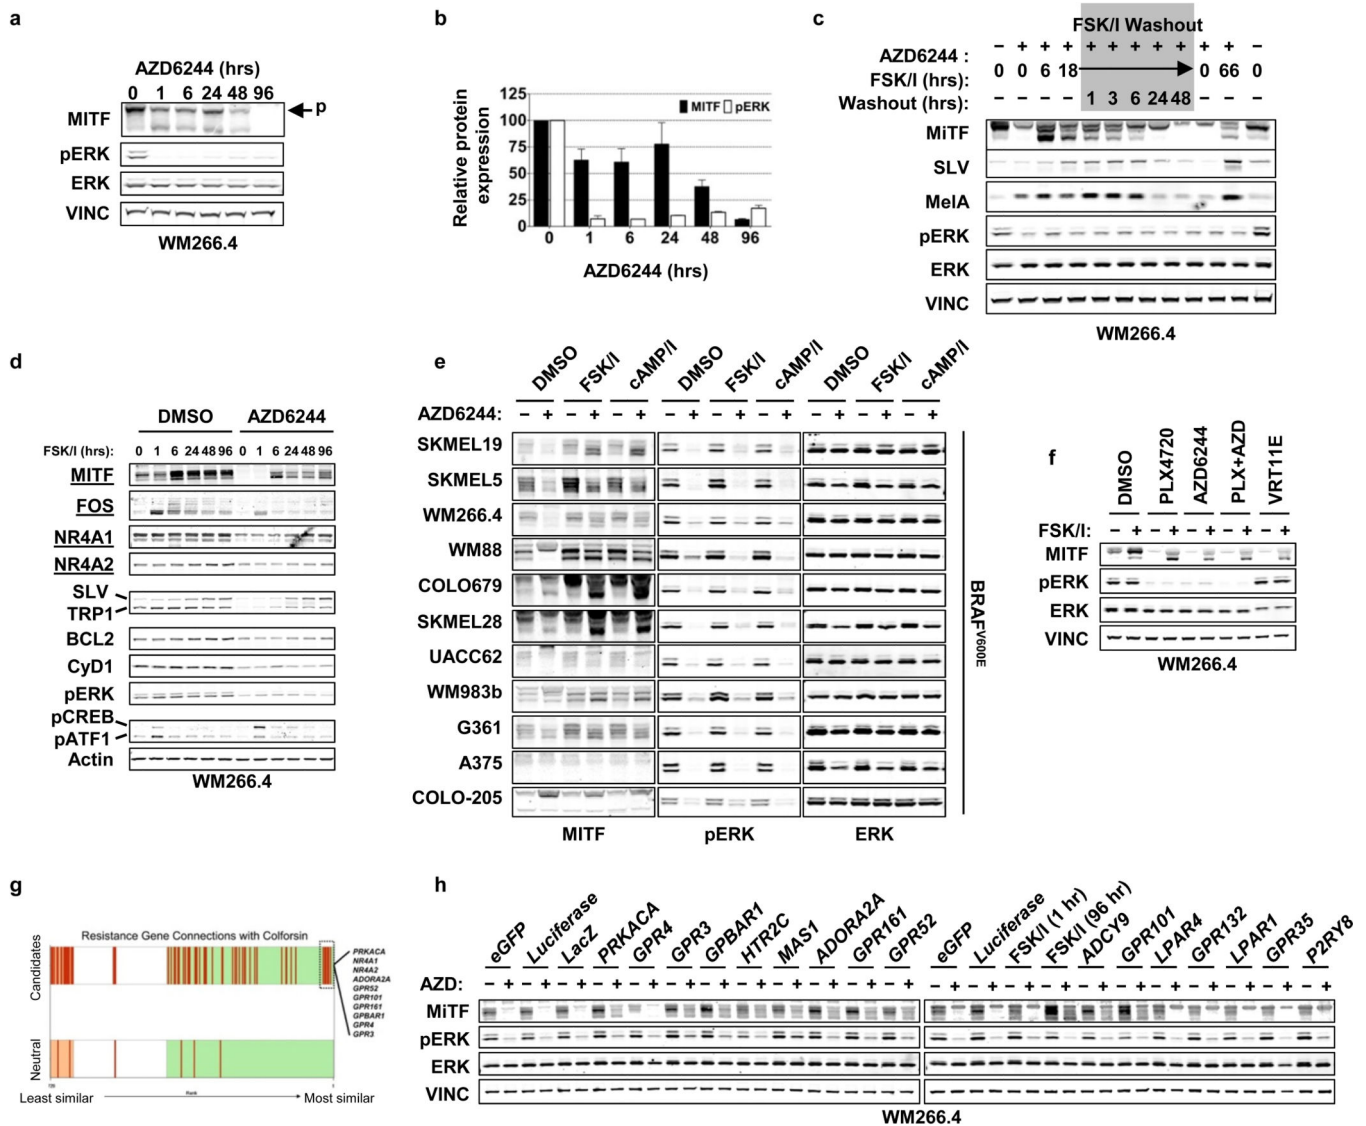 a
AZD6244 (hrs)
0 1 6 24 48 96
MITF
p
pERK
ERK
VINC
WM266.4
b
Relative protein
expression
125
100
75
50
25
0
MITF pERK
0 1 6 24 48 96
AZD6244 (hrs)
c
FSK/I Washout
AZD6244 : – + + + + + + + + + + –
FSK/I (hrs): 0 0 6 18 0 66 0
Washout (hrs): – – – – 1 3 6 24 48 – – –
MiTF
SLV
MelA
pERK
ERK
VINC
WM266.4
d
DMSO AZD6244
FSK/I (hrs): 0 1 6 24 48 96 0 1 6 24 48 96
MITF
FOS
NR4A1
NR4A2
SLV
TRP1
BCL2
CyD1
pERK
pCREB
pATF1
Actin
WM266.4
e
DMSO FSK/I cAMP/I DMSO FSK/I cAMP/I DMSO FSK/I cAMP/I
AZD6244: – + – + – + – + – + – + – + – + – +
SKMEL19
SKMEL5
WM266.4
WM88
COLO679
SKMEL28
UACC62
WM983b
G361
A375
COLO-205
BRAFV600E
MITF pERK ERK
f
DMSO PLX4720 AZD6244 PLX+AZD VRT11E
FSK/I: – + – + – + – + – +
MITF
pERK
ERK
VINC
WM266.4
g
Resistance Gene Connections with Colforsin
Candidates
Neutral
PRKACA
NR4A1
NR4A2
ADORA2A
GPR52
GPR101
GPR161
GPBAR1
GPR4
GPR3
Rank
1
Least similar Most similar
h
eGFP Luciferase LacZ PRKACA GPR4 GPR3 GPBAR1 HTR2C MAS1 ADORA2A GPR161 GPR52 eGFP Luciferase FSK/I (1 hr) FSK/I (96 hr) ADCY9 GPR101 LPAR4 GPR132 LPAR1 GPR35 P2RY8
AZD: – + – + – + – + – + – + – + – + – + – + – + – + – + – + – + – + – + – + – + – + – + – + – +
MiTF
pERK
ERK
VINC
WM266.4